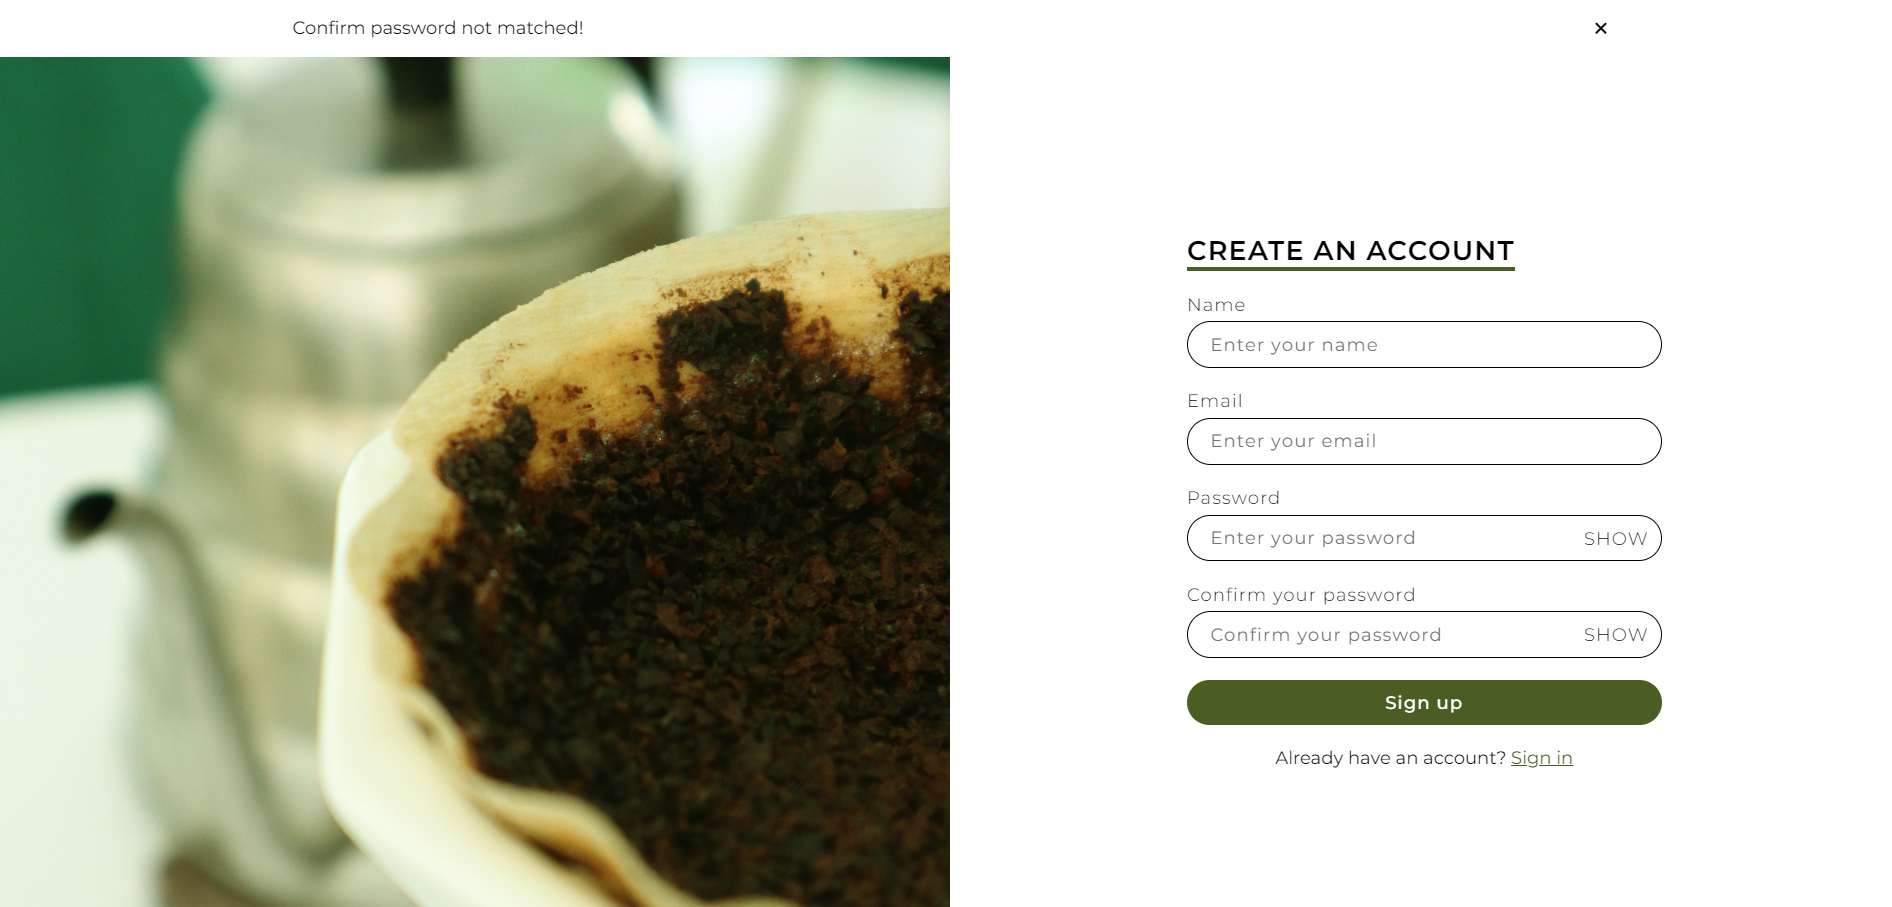 Confirm password not matched!
CREATE AN ACCOUNT
Name
Enter your name
Email
Enter your email
Password
Enter your password SHOW
Confirm your password
Confirm your password SHOW
Sign up
Already have an account? Sign in